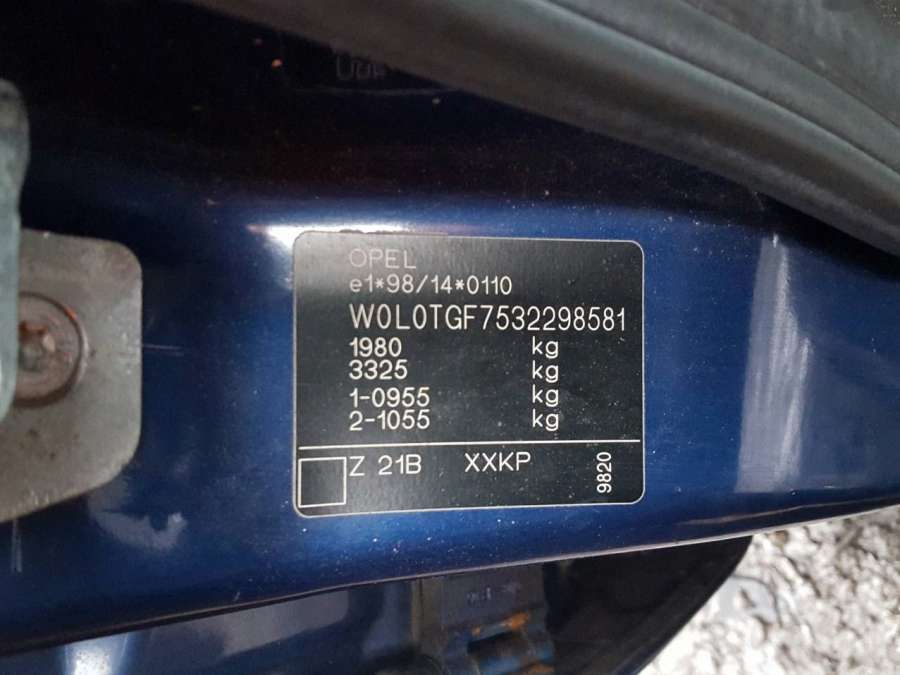 OPEL
e1*98/14*0110
W0L0TGF7532298581
1980 kg
3325 kg
1-0955 kg
2-1055 kg
Z 21B XXKP
9820